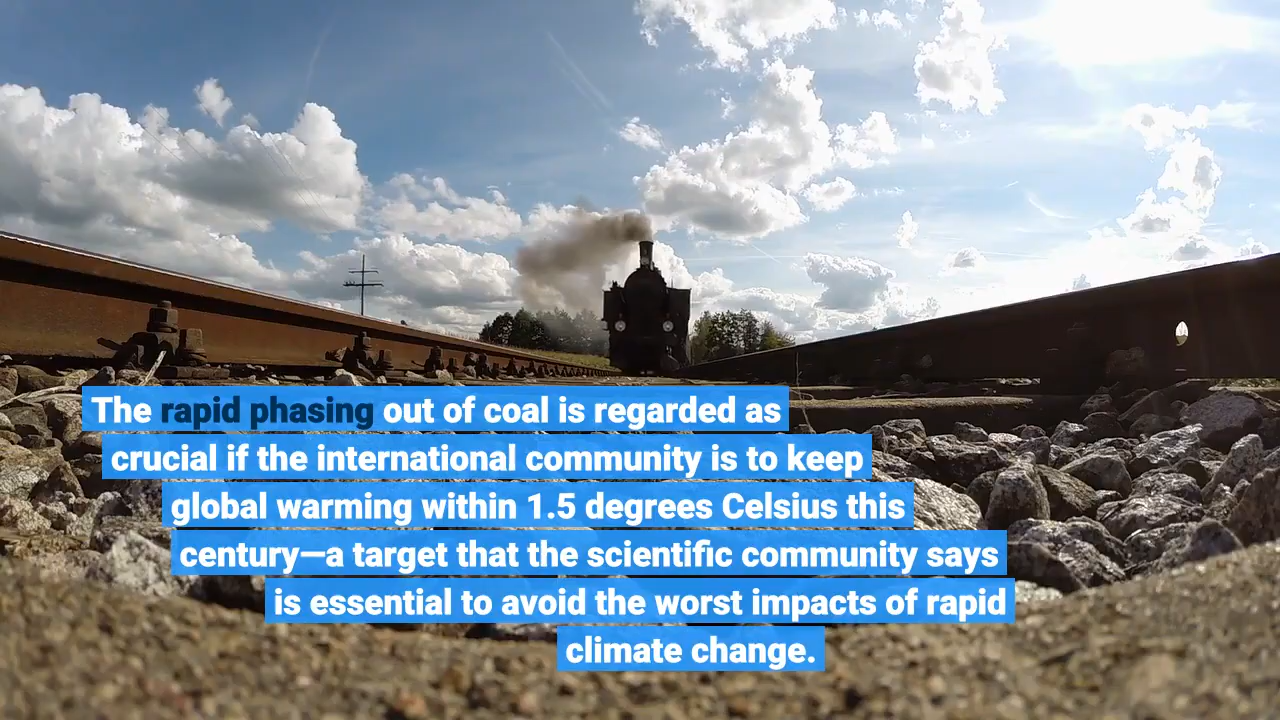 The rapid phasing out of coal is regarded as
crucial if the international community is to keep
global warming within 1.5 degrees Celsius this
century—a target that the scientific community says
is essential to avoid the worst impacts of rapid
climate change.